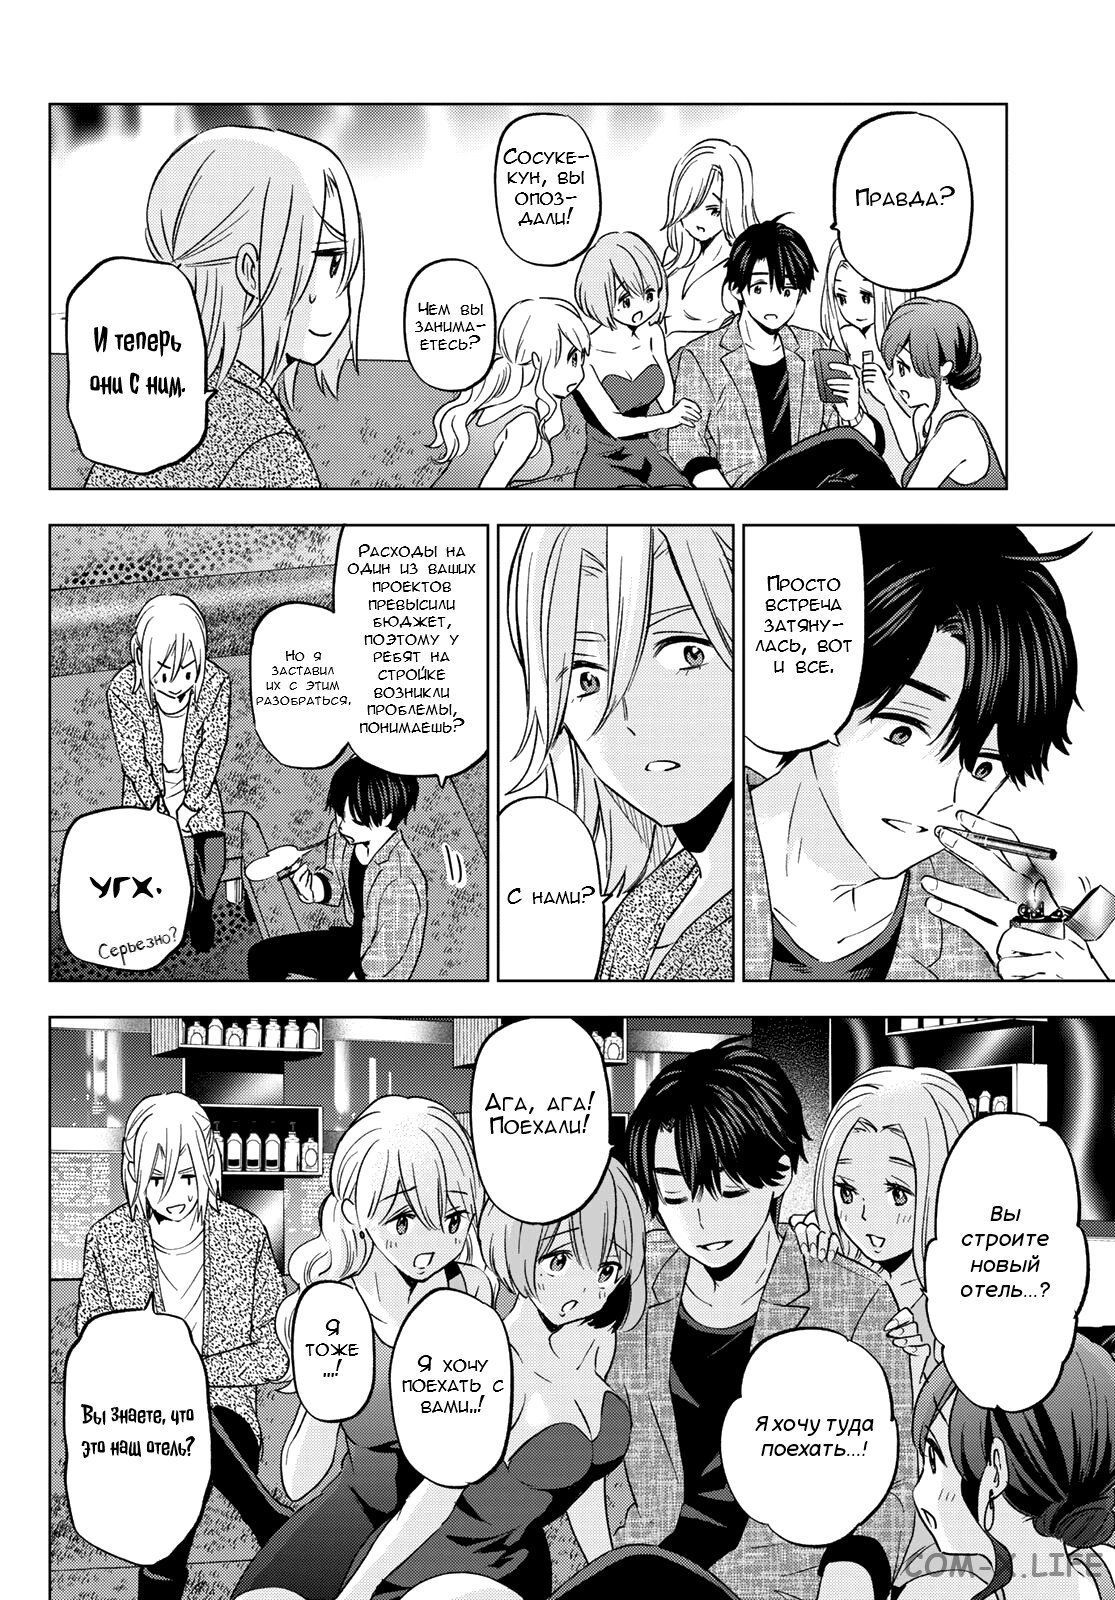 Правда?
Сосуке-
кун, вы
опоз-
дали!
Чем вы
занима-
етесь?
И теперь
они с ним.
Просто
встреча
затяну-
лась, вот
и все.
С нами?
Расходы на
один из ваших
проектов
превысили
бюджет,
поэтому у
ребят на
стройке
возникли
проблемы,
понимаешь?
Но я
заставил
их с этим
разобраться.
Угх.
Серьезно?
Вы
строите
новый
отель...?
Ага, ага!
Поехали!
Я хочу туда
поехать...!
Я хочу
поехать с
вами..!
Я
тоже
...!
Вы знаете, что
это наш отель?
COM-X.LIFE